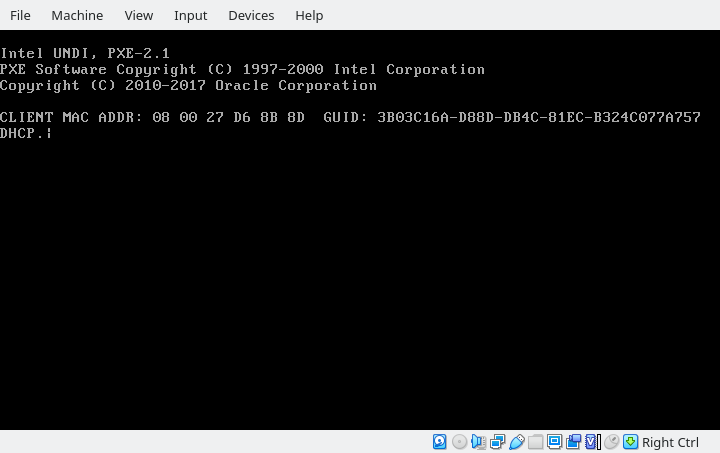 File Machine View Input Devices Help
Intel UNDI, PXE-2.1
PXE Software Copyright (C) 1997-2000 Intel Corporation
Copyright (C) 2010-2017 Oracle Corporation
CLIENT MAC ADDR: 08 00 27 D6 8B 8D  GUID: 3B03C16A-D88D-DB4C-81EC-B324C077A757
DHCP.|
Right Ctrl